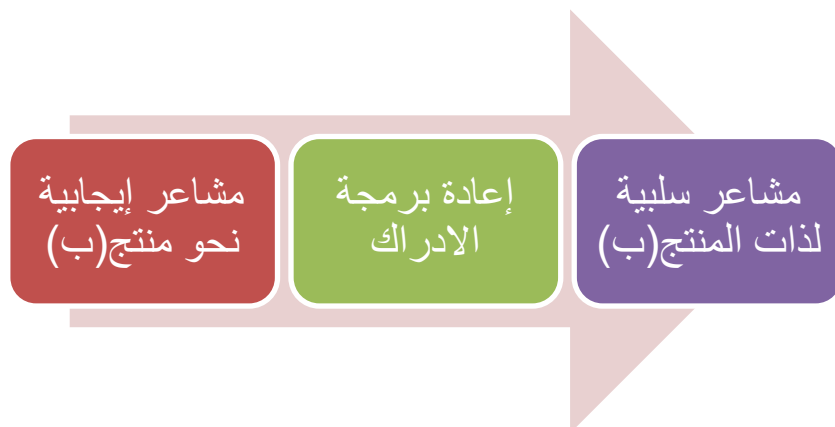 مشاعر إيجابية
نحو منتج(ب)
إعادة برمجة
الادراك
مشاعر سلبية
لذات المنتج(ب)